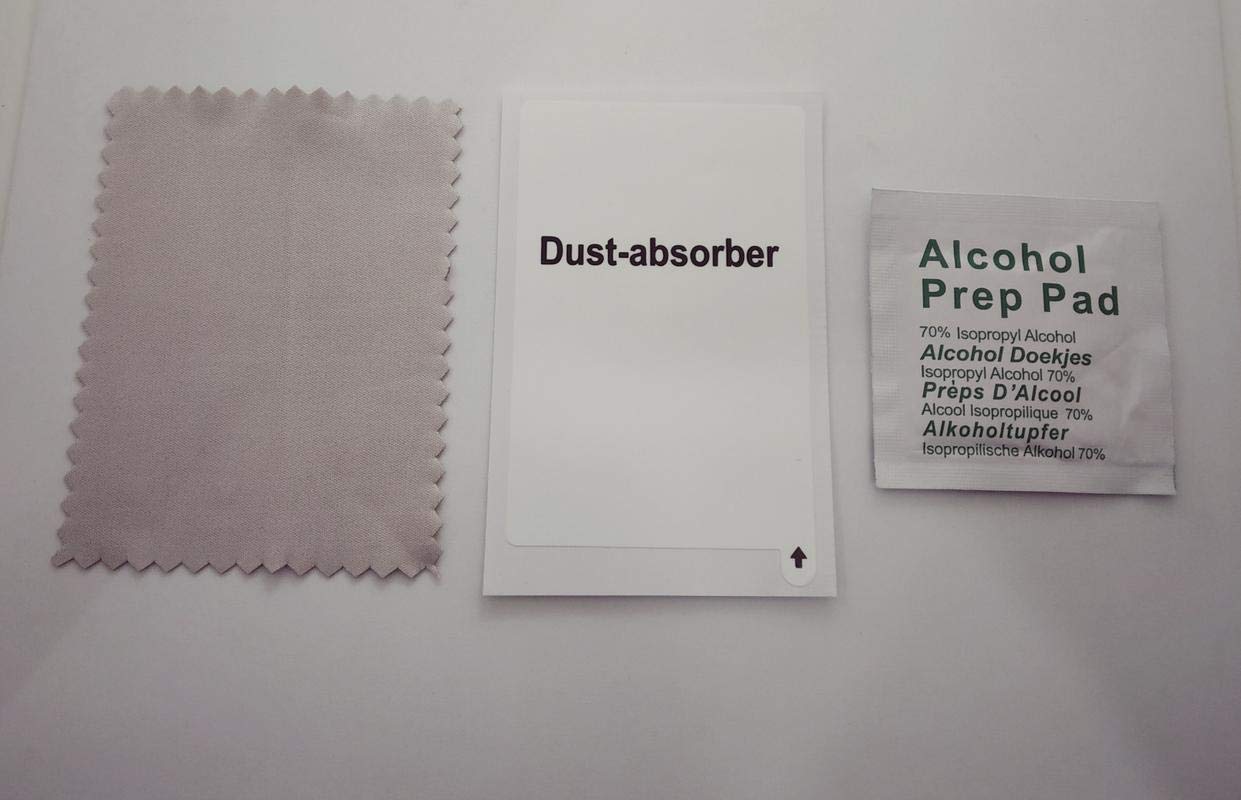 Dust-absorber
Alcohol
Prep Pad
70% Isopropyl Alcohol
Alcohol Doekjes
Isopropyl Alcohol 70%
Prèps D'Alcool
Alcool Isopropilique 70%
Alkoholtupfer
Isopropilische Alkohol 70%